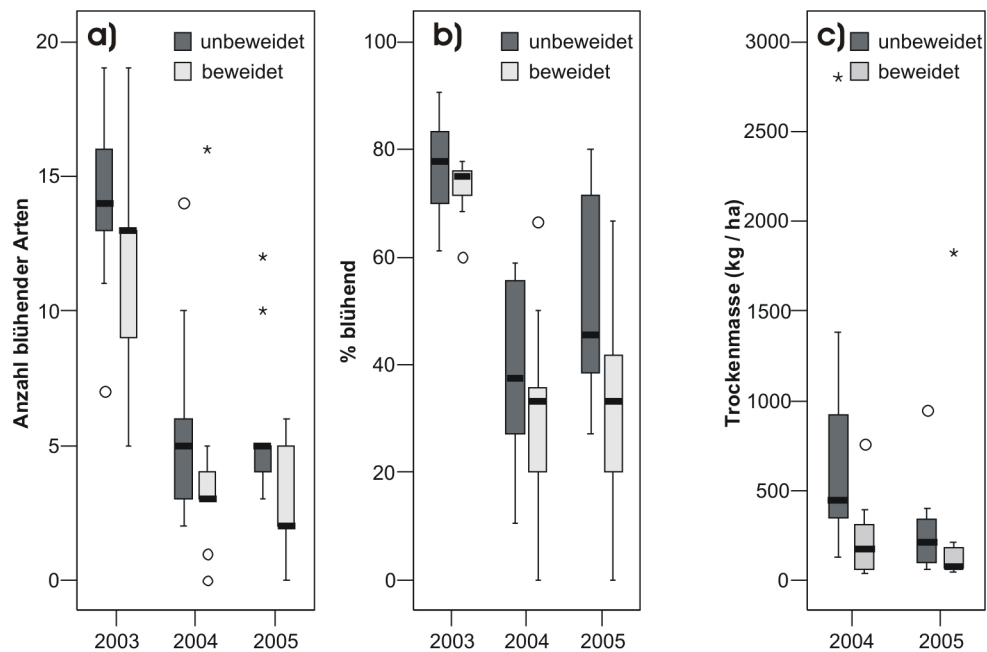 a)
unbeweidet
beweidet
Anzahl blühender Arten
20
15
10
5
0
2003
2004
2005
b)
unbeweidet
beweidet
% blühend
100
80
60
40
20
0
2003
2004
2005
c)
unbeweidet
beweidet
Trockenmasse (kg / ha)
3000
2500
2000
1500
1000
500
0
2004
2005